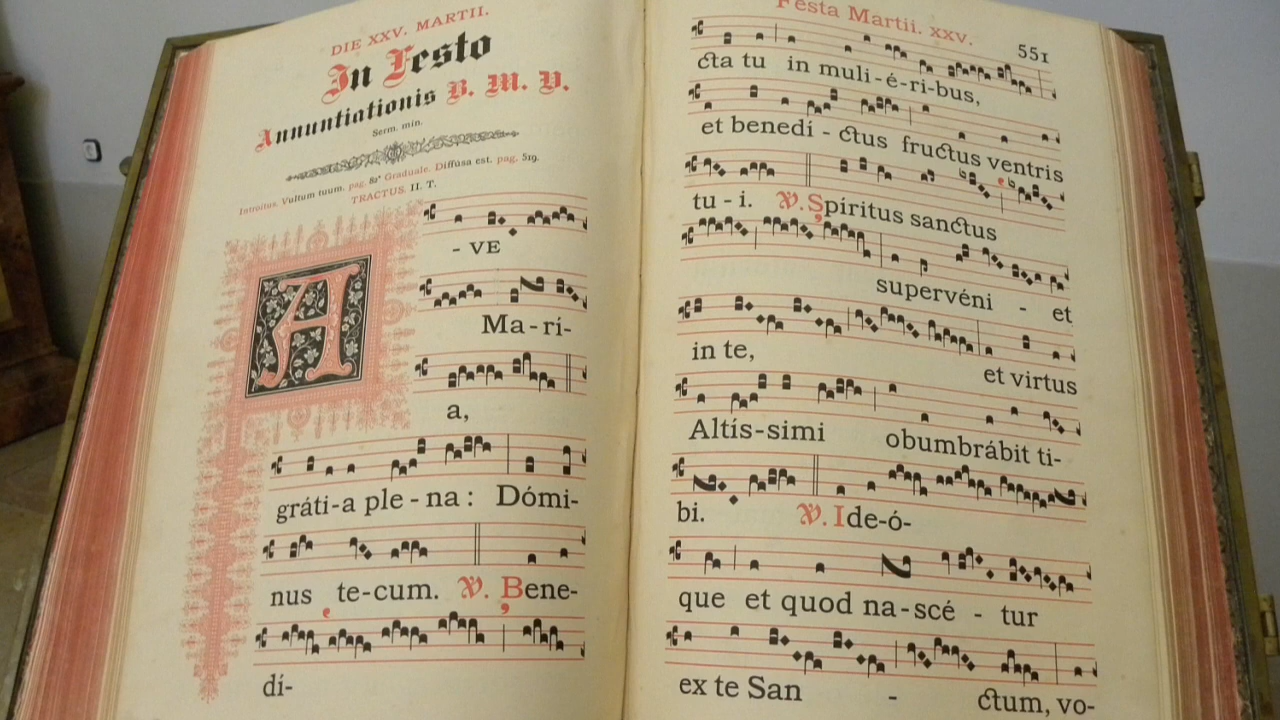 DIE XXV. MARTII.
In Festo
Annuntiationis B. M. V.
Serm. min.
Introitus. Vultum tuum. pag. 82* Graduale. Diffusa est. pag. 519.
TRACTUS. II. T.
A
- VE
Ma-rí-
a,
gráti-a ple-na: Dómi-
nus te-cum. ℣. Bene-
dí-
Festa Martii. XXV. 551
cta tu in muli-é-ri-bus,
et benedí-ctus fructus ventris
tu-i. ℣. Spíritus sanctus
supervéni - et
in te, et virtus
Altís-simi obumbrábit ti-
bi. ℣. Ide-ó-
que et quod na-scé - tur
ex te San - ctum, vo-